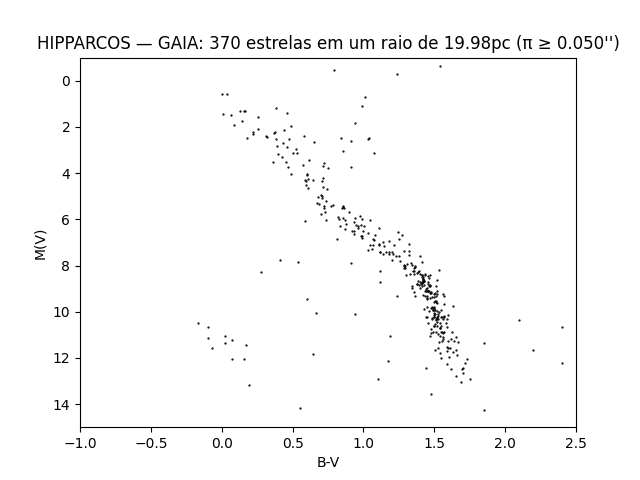 HIPPARCOS — GAIA: 370 estrelas em um raio de 19.98pc (π ≥ 0.050'')
0
2
4
6
8
10
12
14
M(V)
−1.0 −0.5 0.0 0.5 1.0 1.5 2.0 2.5
B-V